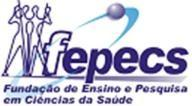 fepecs
Fundação de Ensino e Pesquisa
em Ciências da Saúde